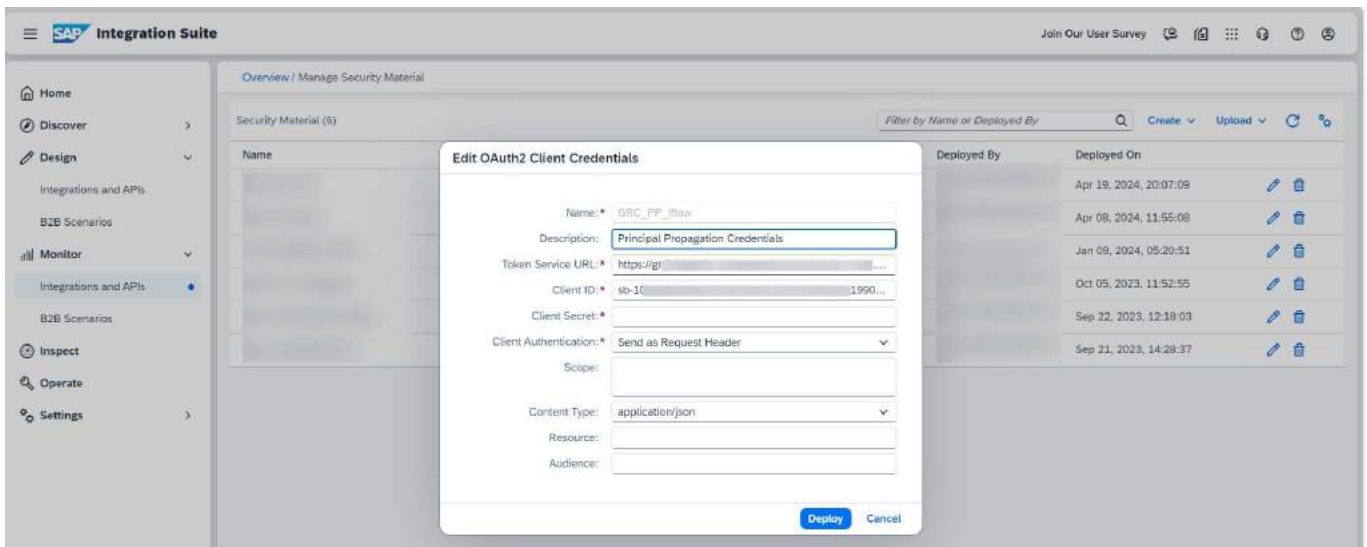 SAP Integration Suite
Join Our User Survey
Overview / Manage Security Material
Home
Discover
Design
Integrations and APIs
B2B Scenarios
Monitor
Integrations and APIs
B2B Scenarios
Inspect
Operate
Settings
Security Material (6)
Filter by Name or Deployed By
Create
Upload
Name
Deployed By
Deployed On
Apr 19, 2024, 20:07:09
Apr 08, 2024, 11:55:08
Jan 09, 2024, 05:20:51
Oct 05, 2023, 11:52:55
Sep 22, 2023, 12:18:03
Sep 21, 2023, 14:28:37
Edit OAuth2 Client Credentials
Name:* GRC_PP_Iflow
Description: Principal Propagation Credentials
Token Service URL:* https://gr ....
Client ID:* sb-10 1990...
Client Secret:*
Client Authentication:* Send as Request Header
Scope:
Content Type: application/json
Resource:
Audience:
Deploy
Cancel